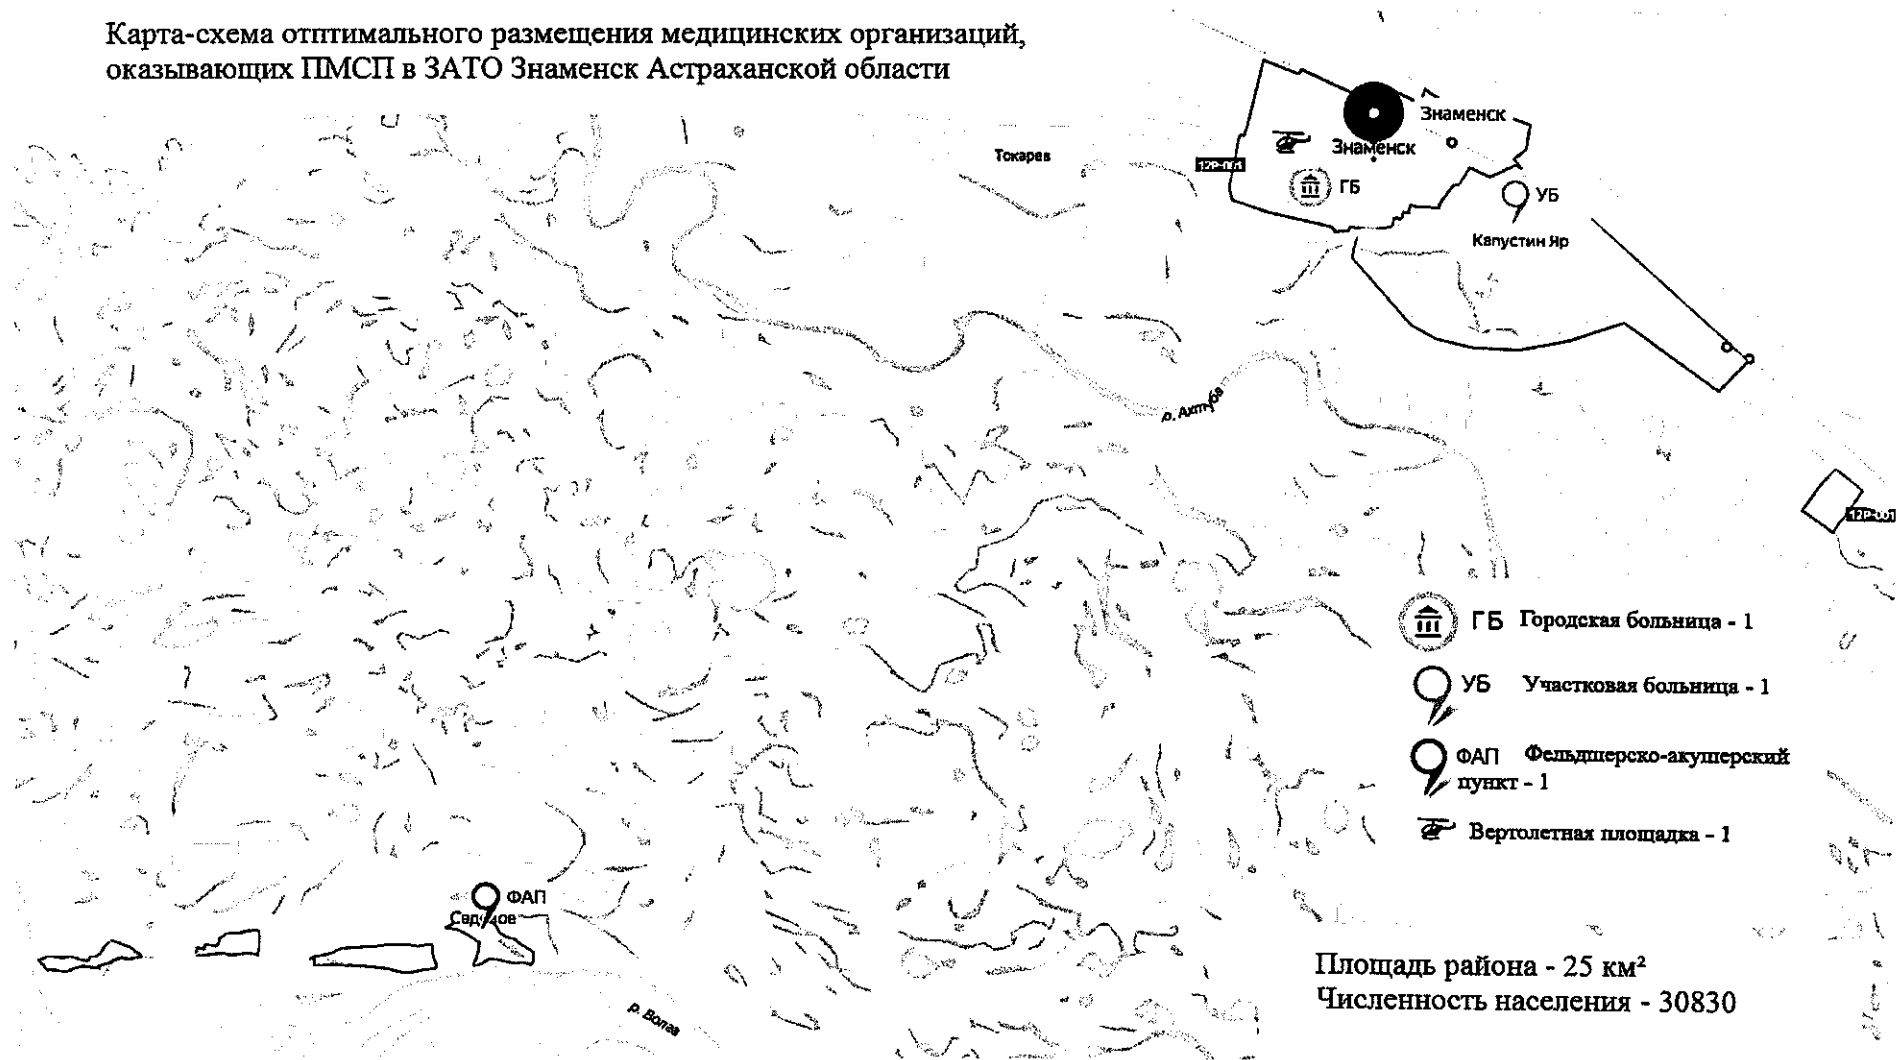 Карта-схема отптимального размещения медицинских организаций,
оказывающих ПМСП в ЗАТО Знаменск Астраханской области
Знаменск
Токарев
Знаменск
12Р-001
ГБ
УБ
Капустин Яр
р. Ахтуба
12Р-001
ГБ Городская больница - 1
УБ Участковая больница - 1
ФАП Фельдшерско-акушерский
пункт - 1
Вертолетная площадка - 1
ФАП
Площадь района - 25 км²
Численность населения - 30830
р. Волга